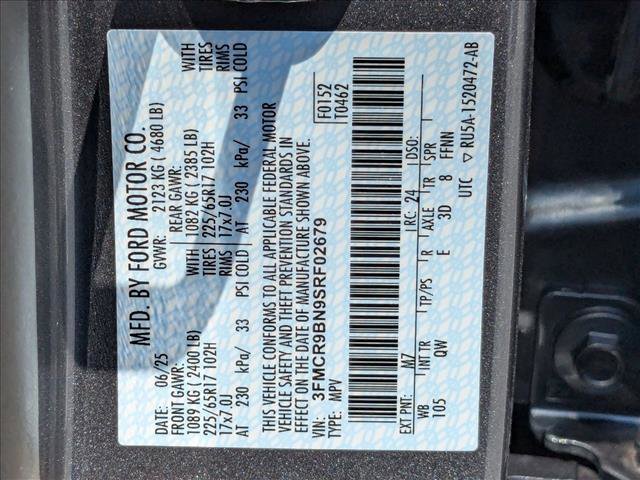 MFD. BY FORD MOTOR CO.
DATE: 06/25 GVWR: 2123 KG ( 4680 LB)
FRONT GAWR: REAR GAWR: WITH
1089 KG ( 2400 LB) WITH 1082 KG ( 2385 LB) TIRES
225/65R17 102H TIRES 225/65R17 102H RIMS
17x7.0J RIMS 17x7.0J
AT 230 kPa/ 33 PSI COLD AT 230 kPa/ 33 PSI COLD
THIS VEHICLE CONFORMS TO ALL APPLICABLE FEDERAL MOTOR
VEHICLE SAFETY AND THEFT PREVENTION STANDARDS IN
EFFECT ON THE DATE OF MANUFACTURE SHOWN ABOVE.
VIN: 3FMCR9BN9SRF02679 F0152
TYPE: MPV T0462
EXT PNT: M7 RC: 24 DSO:
WB INT TR TP/PS R AXLE TR SPR
105 QW E 3D 8 FFNN
UTC ▽ RU5A-1520472-AB